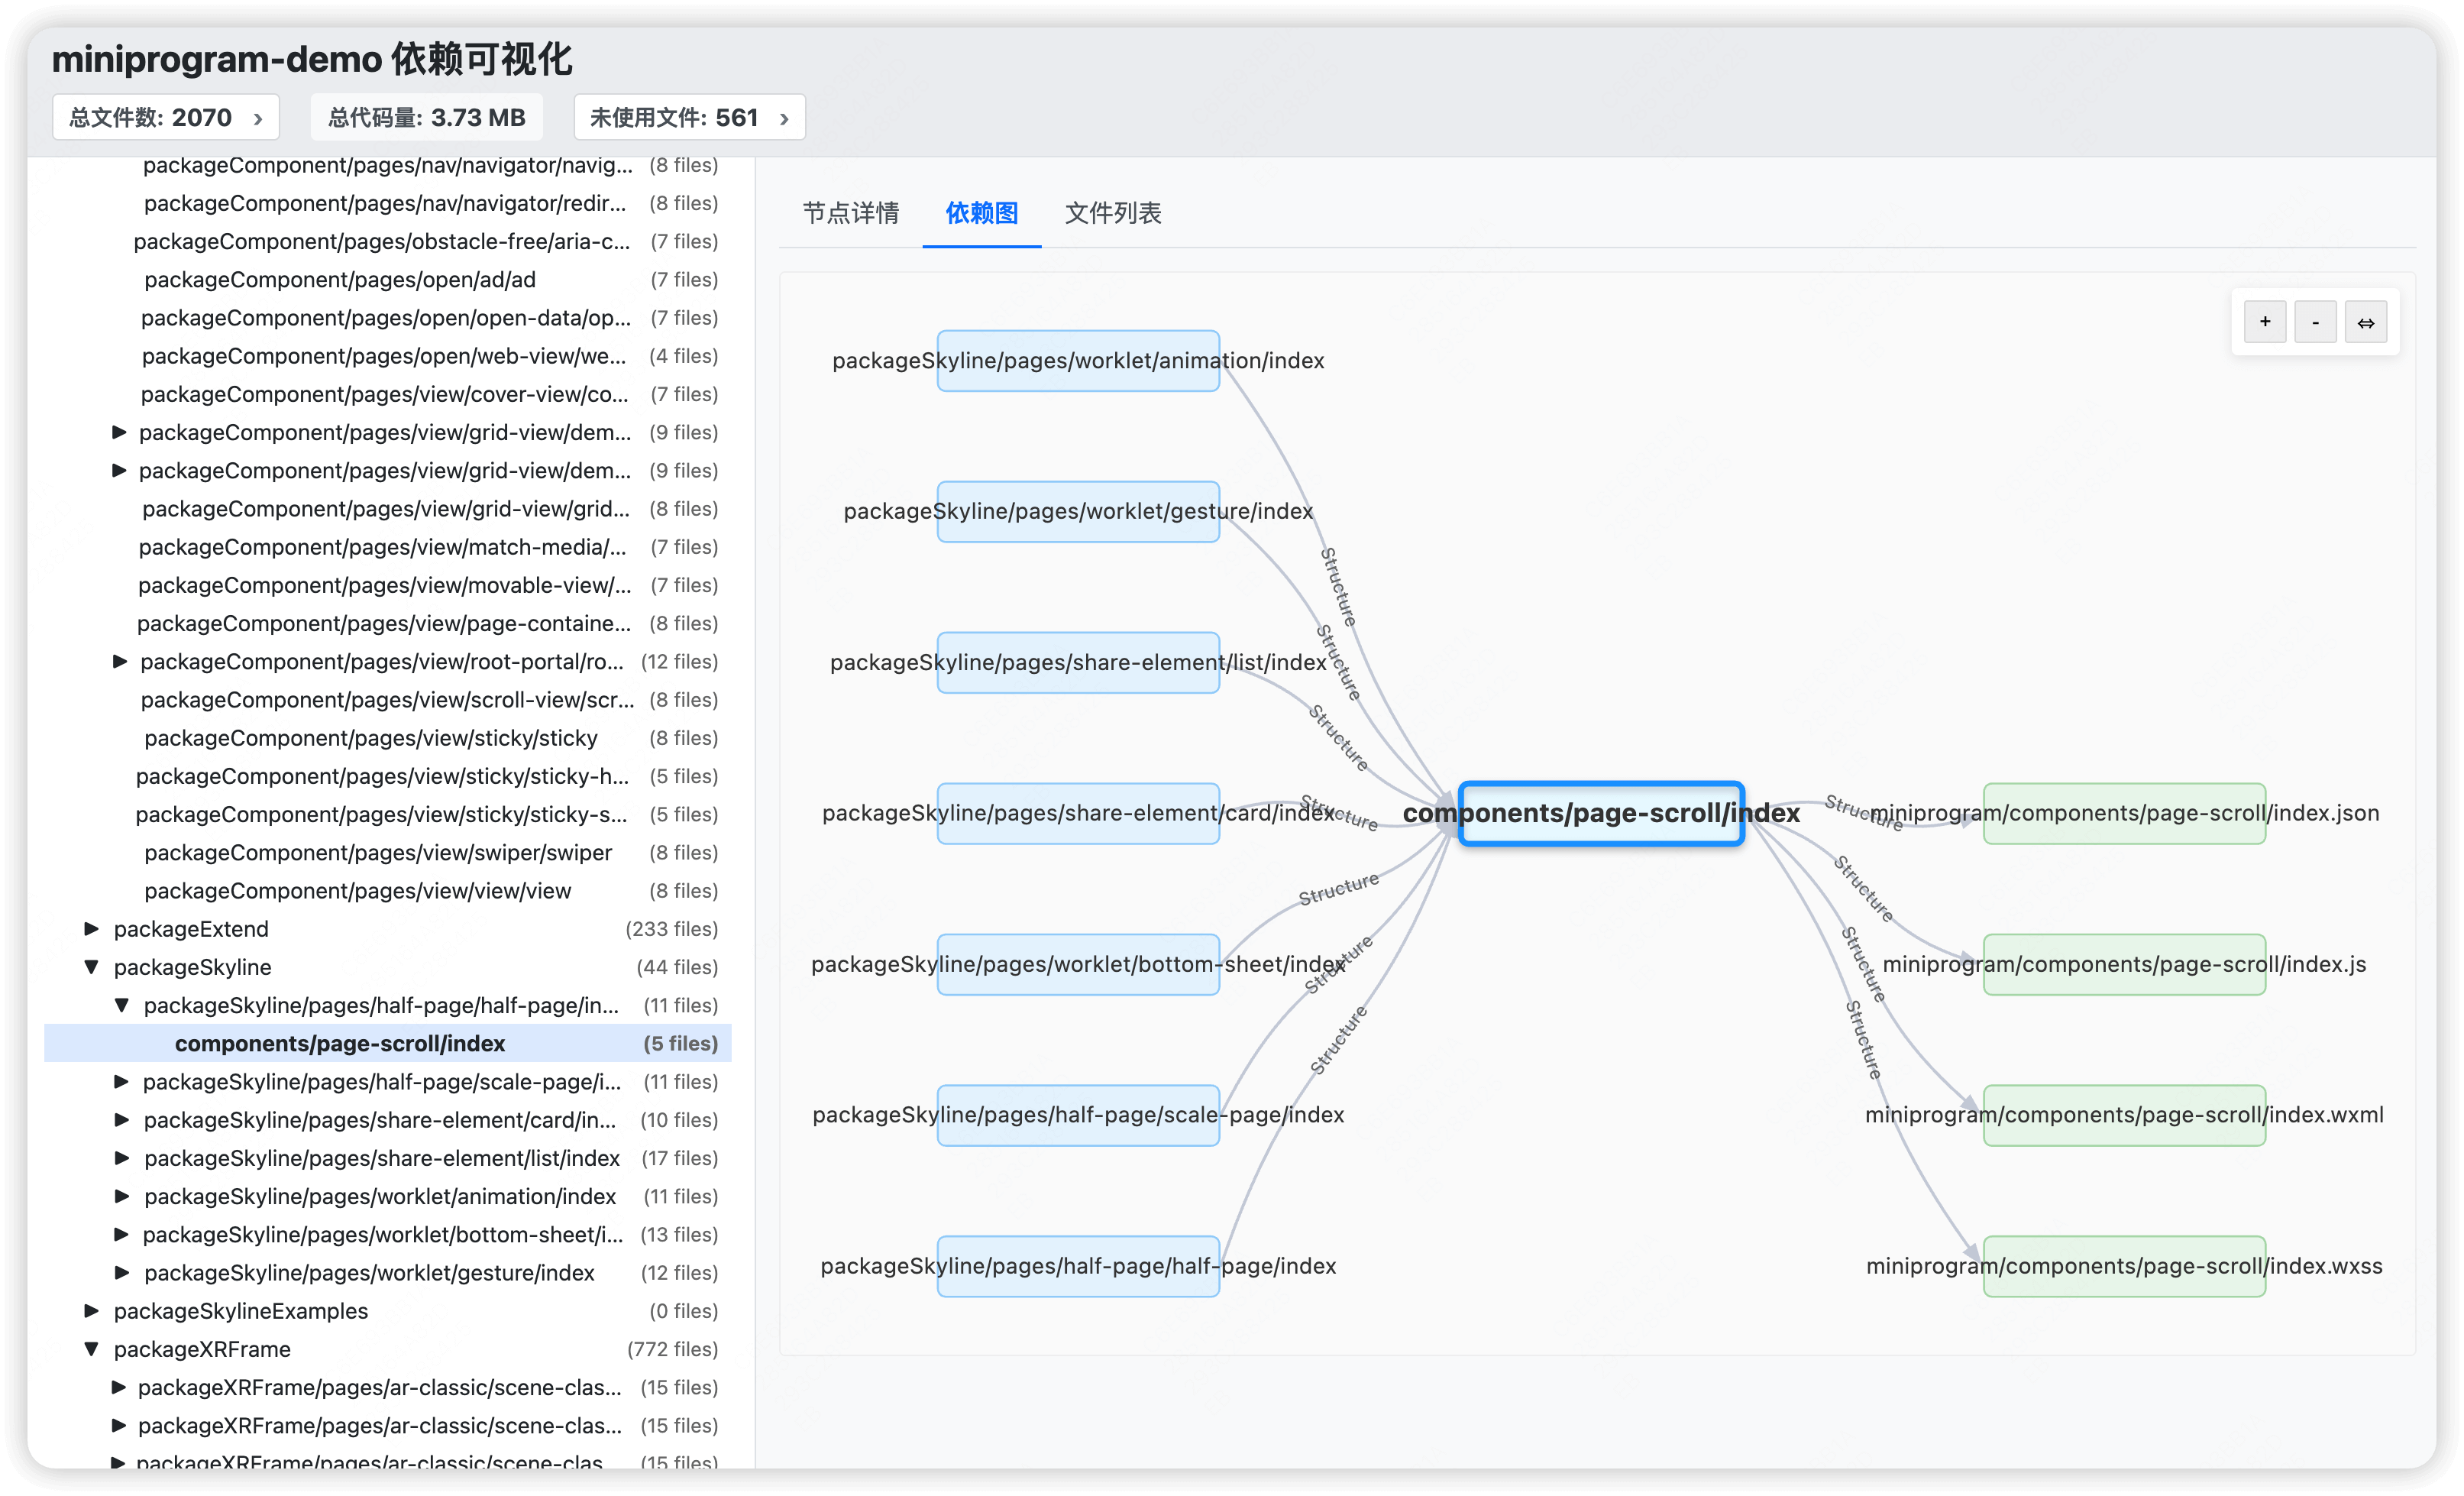 miniprogram-demo 依赖可视化
总文件数: 2070 ›
总代码量: 3.73 MB
未使用文件: 561 ›
packageComponent/pages/nav/navigator/navig... (8 files)
packageComponent/pages/nav/navigator/redir... (8 files)
packageComponent/pages/obstacle-free/aria-c... (7 files)
packageComponent/pages/open/ad/ad (7 files)
packageComponent/pages/open/open-data/op... (7 files)
packageComponent/pages/open/web-view/we... (4 files)
packageComponent/pages/view/cover-view/co... (7 files)
packageComponent/pages/view/grid-view/dem... (9 files)
packageComponent/pages/view/grid-view/dem... (9 files)
packageComponent/pages/view/grid-view/grid... (8 files)
packageComponent/pages/view/match-media/... (7 files)
packageComponent/pages/view/movable-view/... (7 files)
packageComponent/pages/view/page-containe... (8 files)
packageComponent/pages/view/root-portal/ro... (12 files)
packageComponent/pages/view/scroll-view/scr... (8 files)
packageComponent/pages/view/sticky/sticky (8 files)
packageComponent/pages/view/sticky/sticky-h... (5 files)
packageComponent/pages/view/sticky/sticky-s... (5 files)
packageComponent/pages/view/swiper/swiper (8 files)
packageComponent/pages/view/view/view (8 files)
packageExtend (233 files)
packageSkyline (44 files)
packageSkyline/pages/half-page/half-page/in... (11 files)
components/page-scroll/index (5 files)
packageSkyline/pages/half-page/scale-page/i... (11 files)
packageSkyline/pages/share-element/card/in... (10 files)
packageSkyline/pages/share-element/list/index (17 files)
packageSkyline/pages/worklet/animation/index (11 files)
packageSkyline/pages/worklet/bottom-sheet/i... (13 files)
packageSkyline/pages/worklet/gesture/index (12 files)
packageSkylineExamples (0 files)
packageXRFrame (772 files)
packageXRFrame/pages/ar-classic/scene-clas... (15 files)
packageXRFrame/pages/ar-classic/scene-clas... (15 files)
packageXRFrame/pages/ar-classic/scene-clas (15 files)
节点详情 依赖图 文件列表
+ - ⇔
packageSkyline/pages/worklet/animation/index
packageSkyline/pages/worklet/gesture/index
packageSkyline/pages/share-element/list/index
packageSkyline/pages/share-element/card/index
packageSkyline/pages/worklet/bottom-sheet/index
packageSkyline/pages/half-page/scale-page/index
packageSkyline/pages/half-page/half-page/index
Structure
Structure
Structure
Structure
Structure
Structure
Structure
components/page-scroll/index
Structure
Structure
Structure
Structure
miniprogram/components/page-scroll/index.json
miniprogram/components/page-scroll/index.js
miniprogram/components/page-scroll/index.wxml
miniprogram/components/page-scroll/index.wxss